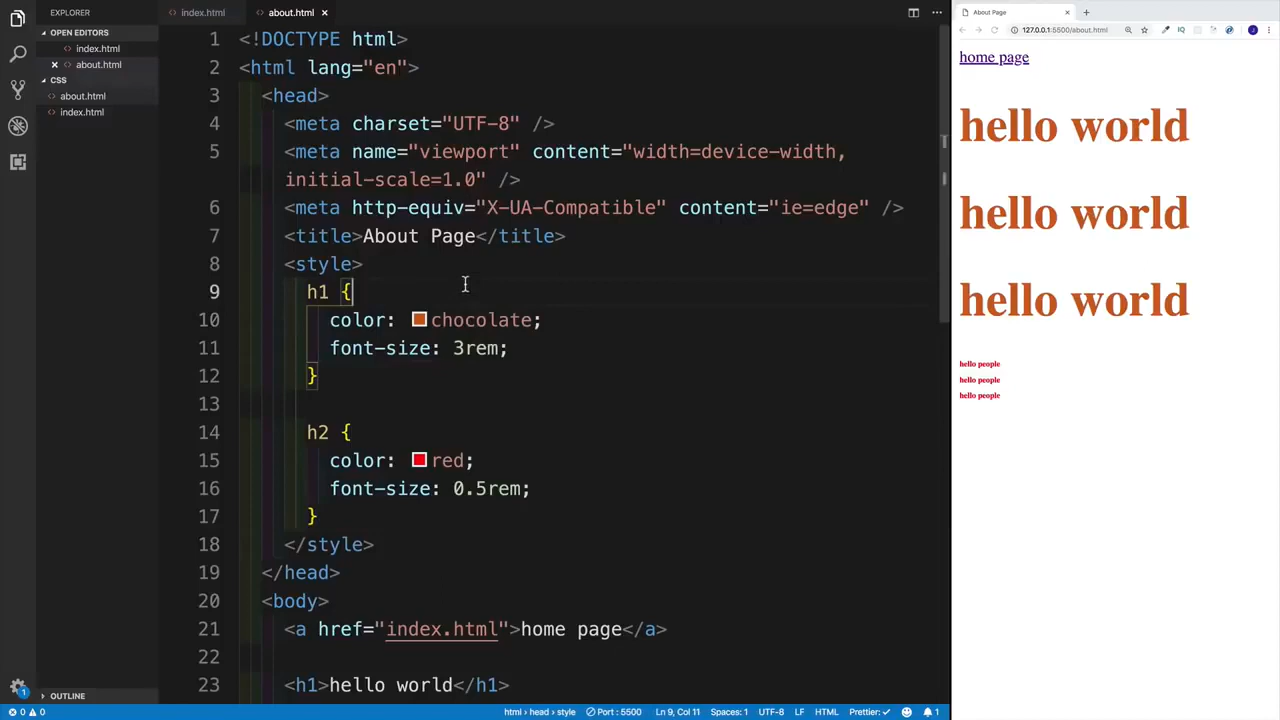 EXPLORER
OPEN EDITORS
index.html
about.html
CSS
about.html
index.html
OUTLINE
1
index.html
about.html
1 <!DOCTYPE html>
2 <html lang="en">
3 <head>
4 <meta charset="UTF-8" />
5 <meta name="viewport" content="width=device-width,
initial-scale=1.0" />
6 <meta http-equiv="X-UA-Compatible" content="ie=edge" />
7 <title>About Page</title>
8 <style>
9 h1 {
10 color: chocolate;
11 font-size: 3rem;
12 }
13
14 h2 {
15 color: red;
16 font-size: 0.5rem;
17 }
18 </style>
19 </head>
20 <body>
21 <a href="index.html">home page</a>
22
23 <h1>hello world</h1>
0 0 html › head › style Port : 5500 Ln 9, Col 11 Spaces: 1 UTF-8 LF HTML Prettier: ✓ 1
About Page
127.0.0.1:5500/about.html
IQ
J
home page
hello world
hello world
hello world
hello people
hello people
hello people